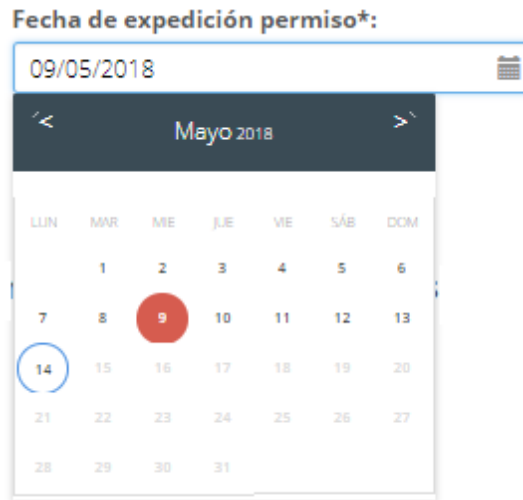 Fecha de expedición permiso*:
09/05/2018
< Mayo 2018 >
LUN MAR MIE JUE VIE SÁB DOM
1 2 3 4 5 6
7 8 9 10 11 12 13
14 15 16 17 18 19 20
21 22 23 24 25 26 27
28 29 30 31